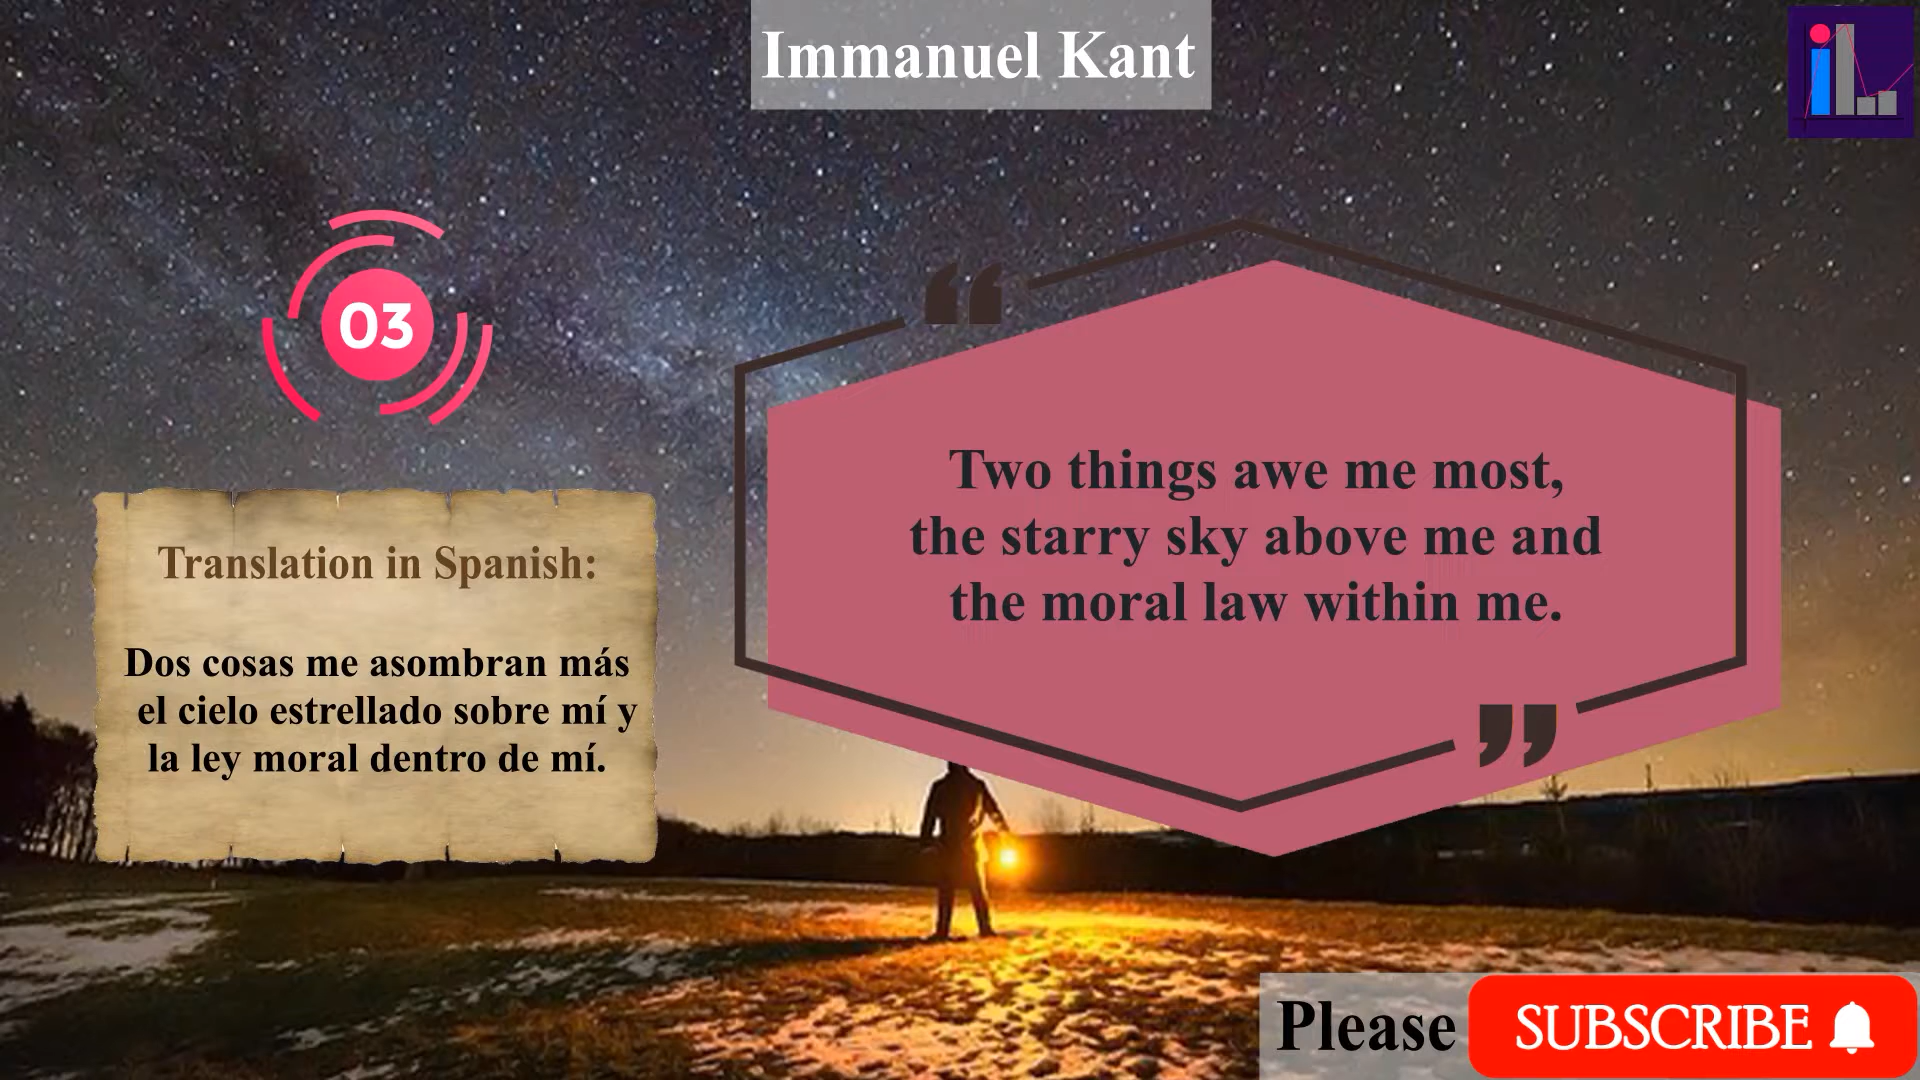 Immanuel Kant
03
“
Two things awe me most,
the starry sky above me and
the moral law within me.
”
Translation in Spanish:
Dos cosas me asombran más
el cielo estrellado sobre mí y
la ley moral dentro de mí.
Please SUBSCRIBE